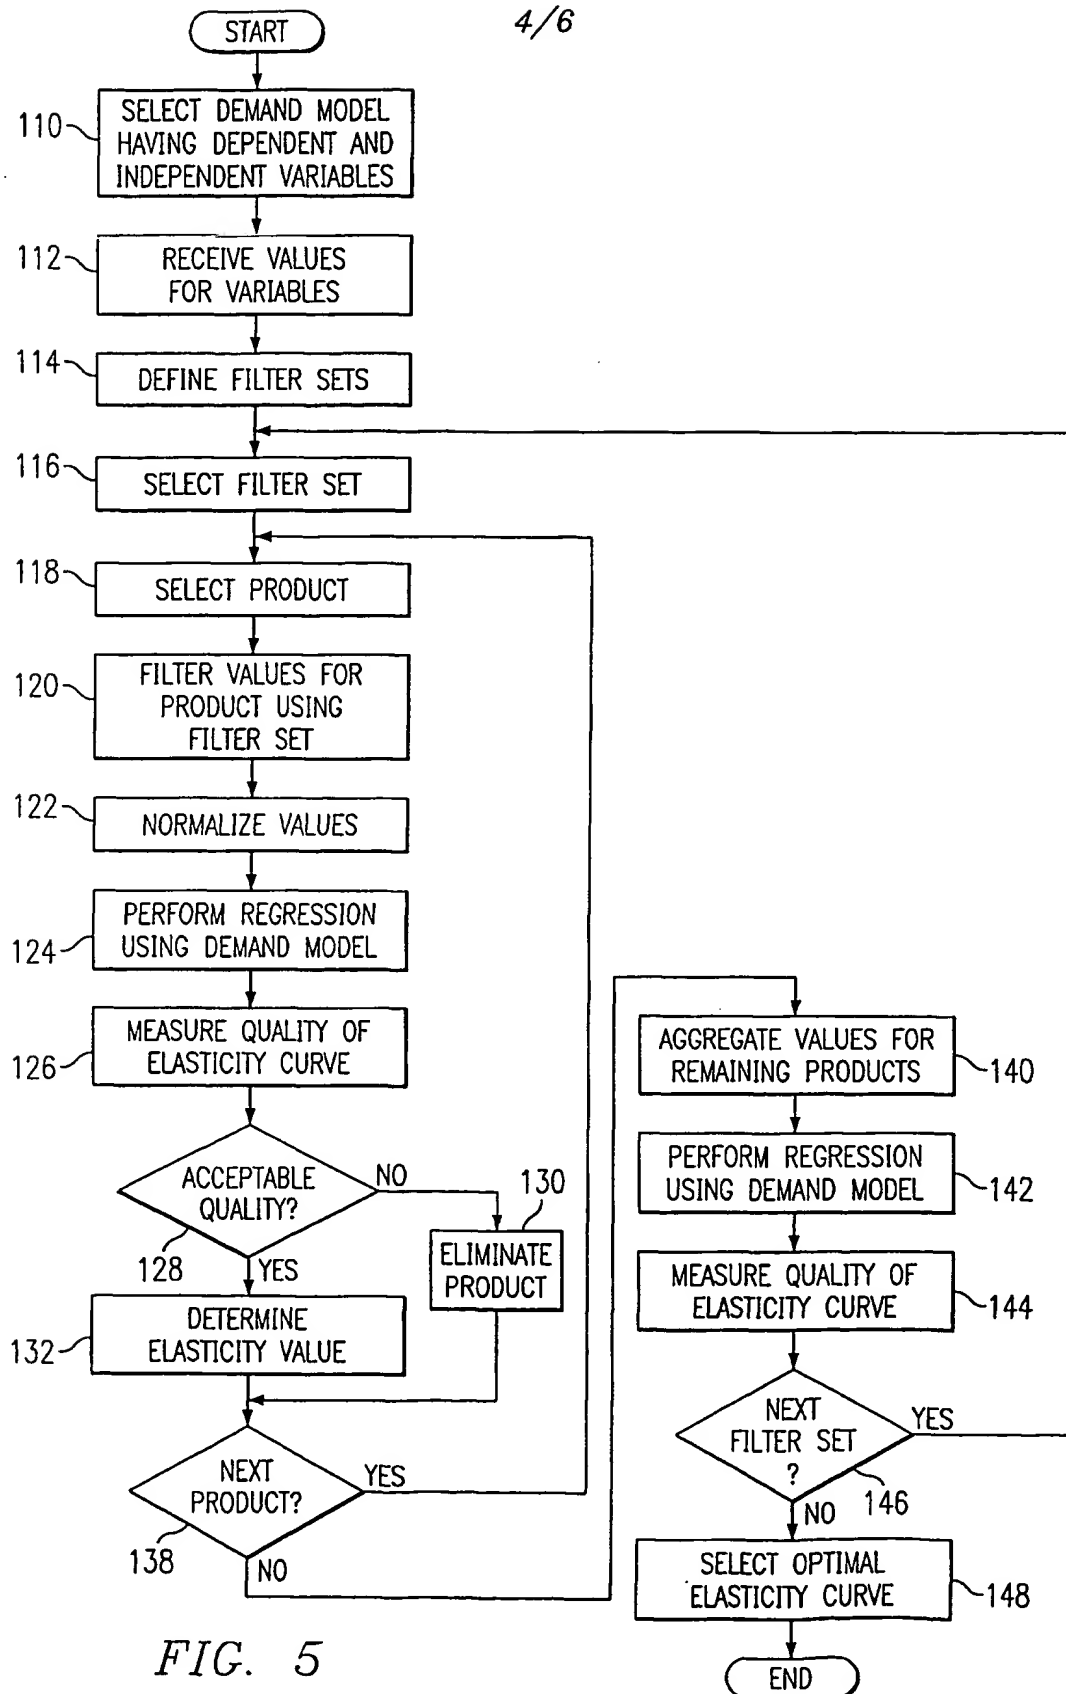 4/6
START
110
SELECT DEMAND MODEL
HAVING DEPENDENT AND
INDEPENDENT VARIABLES
112
RECEIVE VALUES
FOR VARIABLES
114
DEFINE FILTER SETS
116
SELECT FILTER SET
118
SELECT PRODUCT
120
FILTER VALUES FOR
PRODUCT USING
FILTER SET
122
NORMALIZE VALUES
124
PERFORM REGRESSION
USING DEMAND MODEL
126
MEASURE QUALITY OF
ELASTICITY CURVE
ACCEPTABLE
QUALITY?
NO
128
YES
130
ELIMINATE
PRODUCT
132
DETERMINE
ELASTICITY VALUE
NEXT
PRODUCT?
YES
138
NO
AGGREGATE VALUES FOR
REMAINING PRODUCTS
140
PERFORM REGRESSION
USING DEMAND MODEL
142
MEASURE QUALITY OF
ELASTICITY CURVE
144
NEXT
FILTER SET
?
YES
146
NO
SELECT OPTIMAL
ELASTICITY CURVE
148
END
FIG. 5